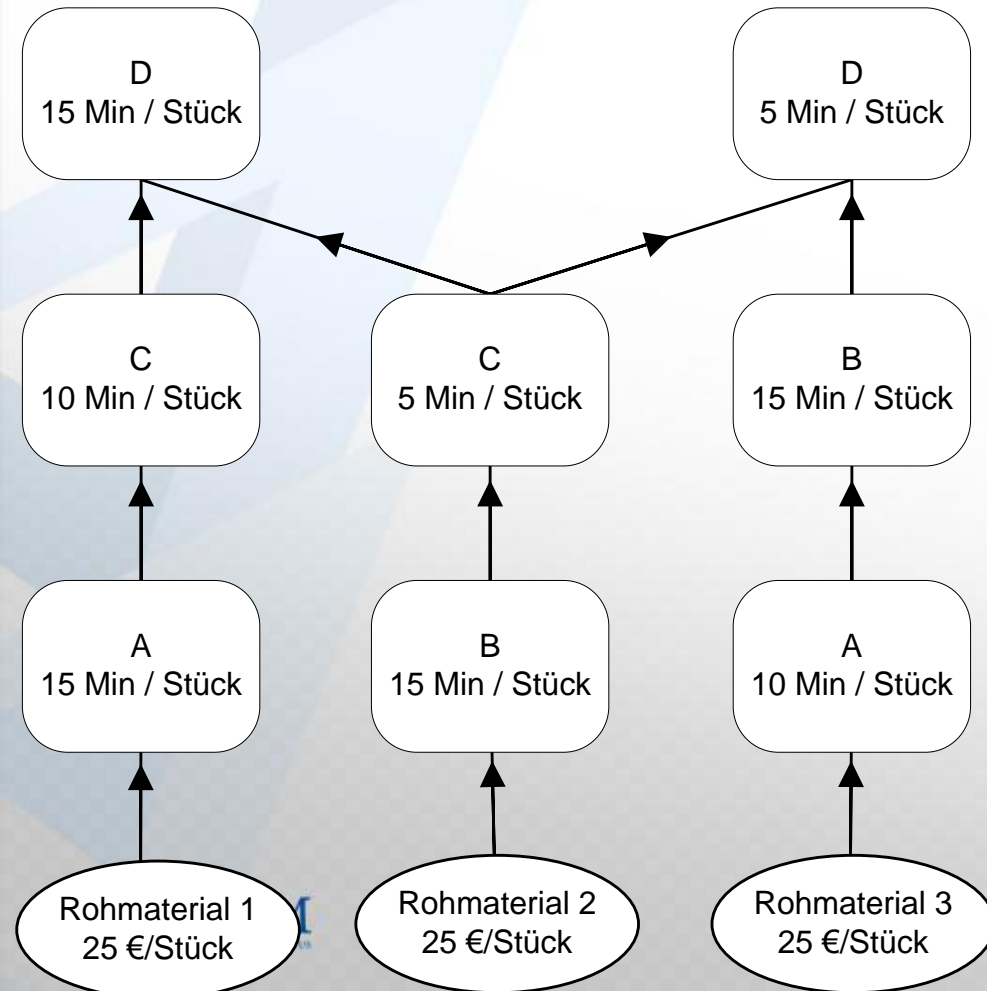 D
15 Min / Stück
D
5 Min / Stück
C
10 Min / Stück
C
5 Min / Stück
B
15 Min / Stück
A
15 Min / Stück
B
15 Min / Stück
A
10 Min / Stück
Rohmaterial 1
25 €/Stück
Rohmaterial 2
25 €/Stück
Rohmaterial 3
25 €/Stück